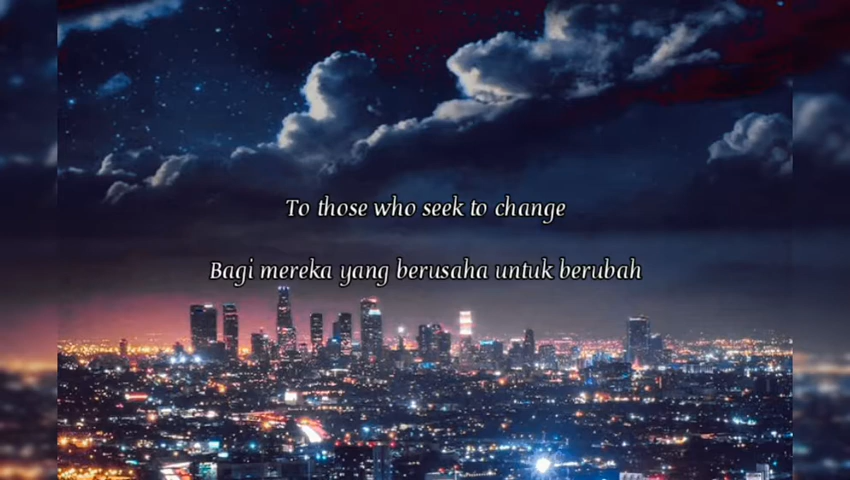 To those who seek to change
Bagi mereka yang berusaha untuk berubah